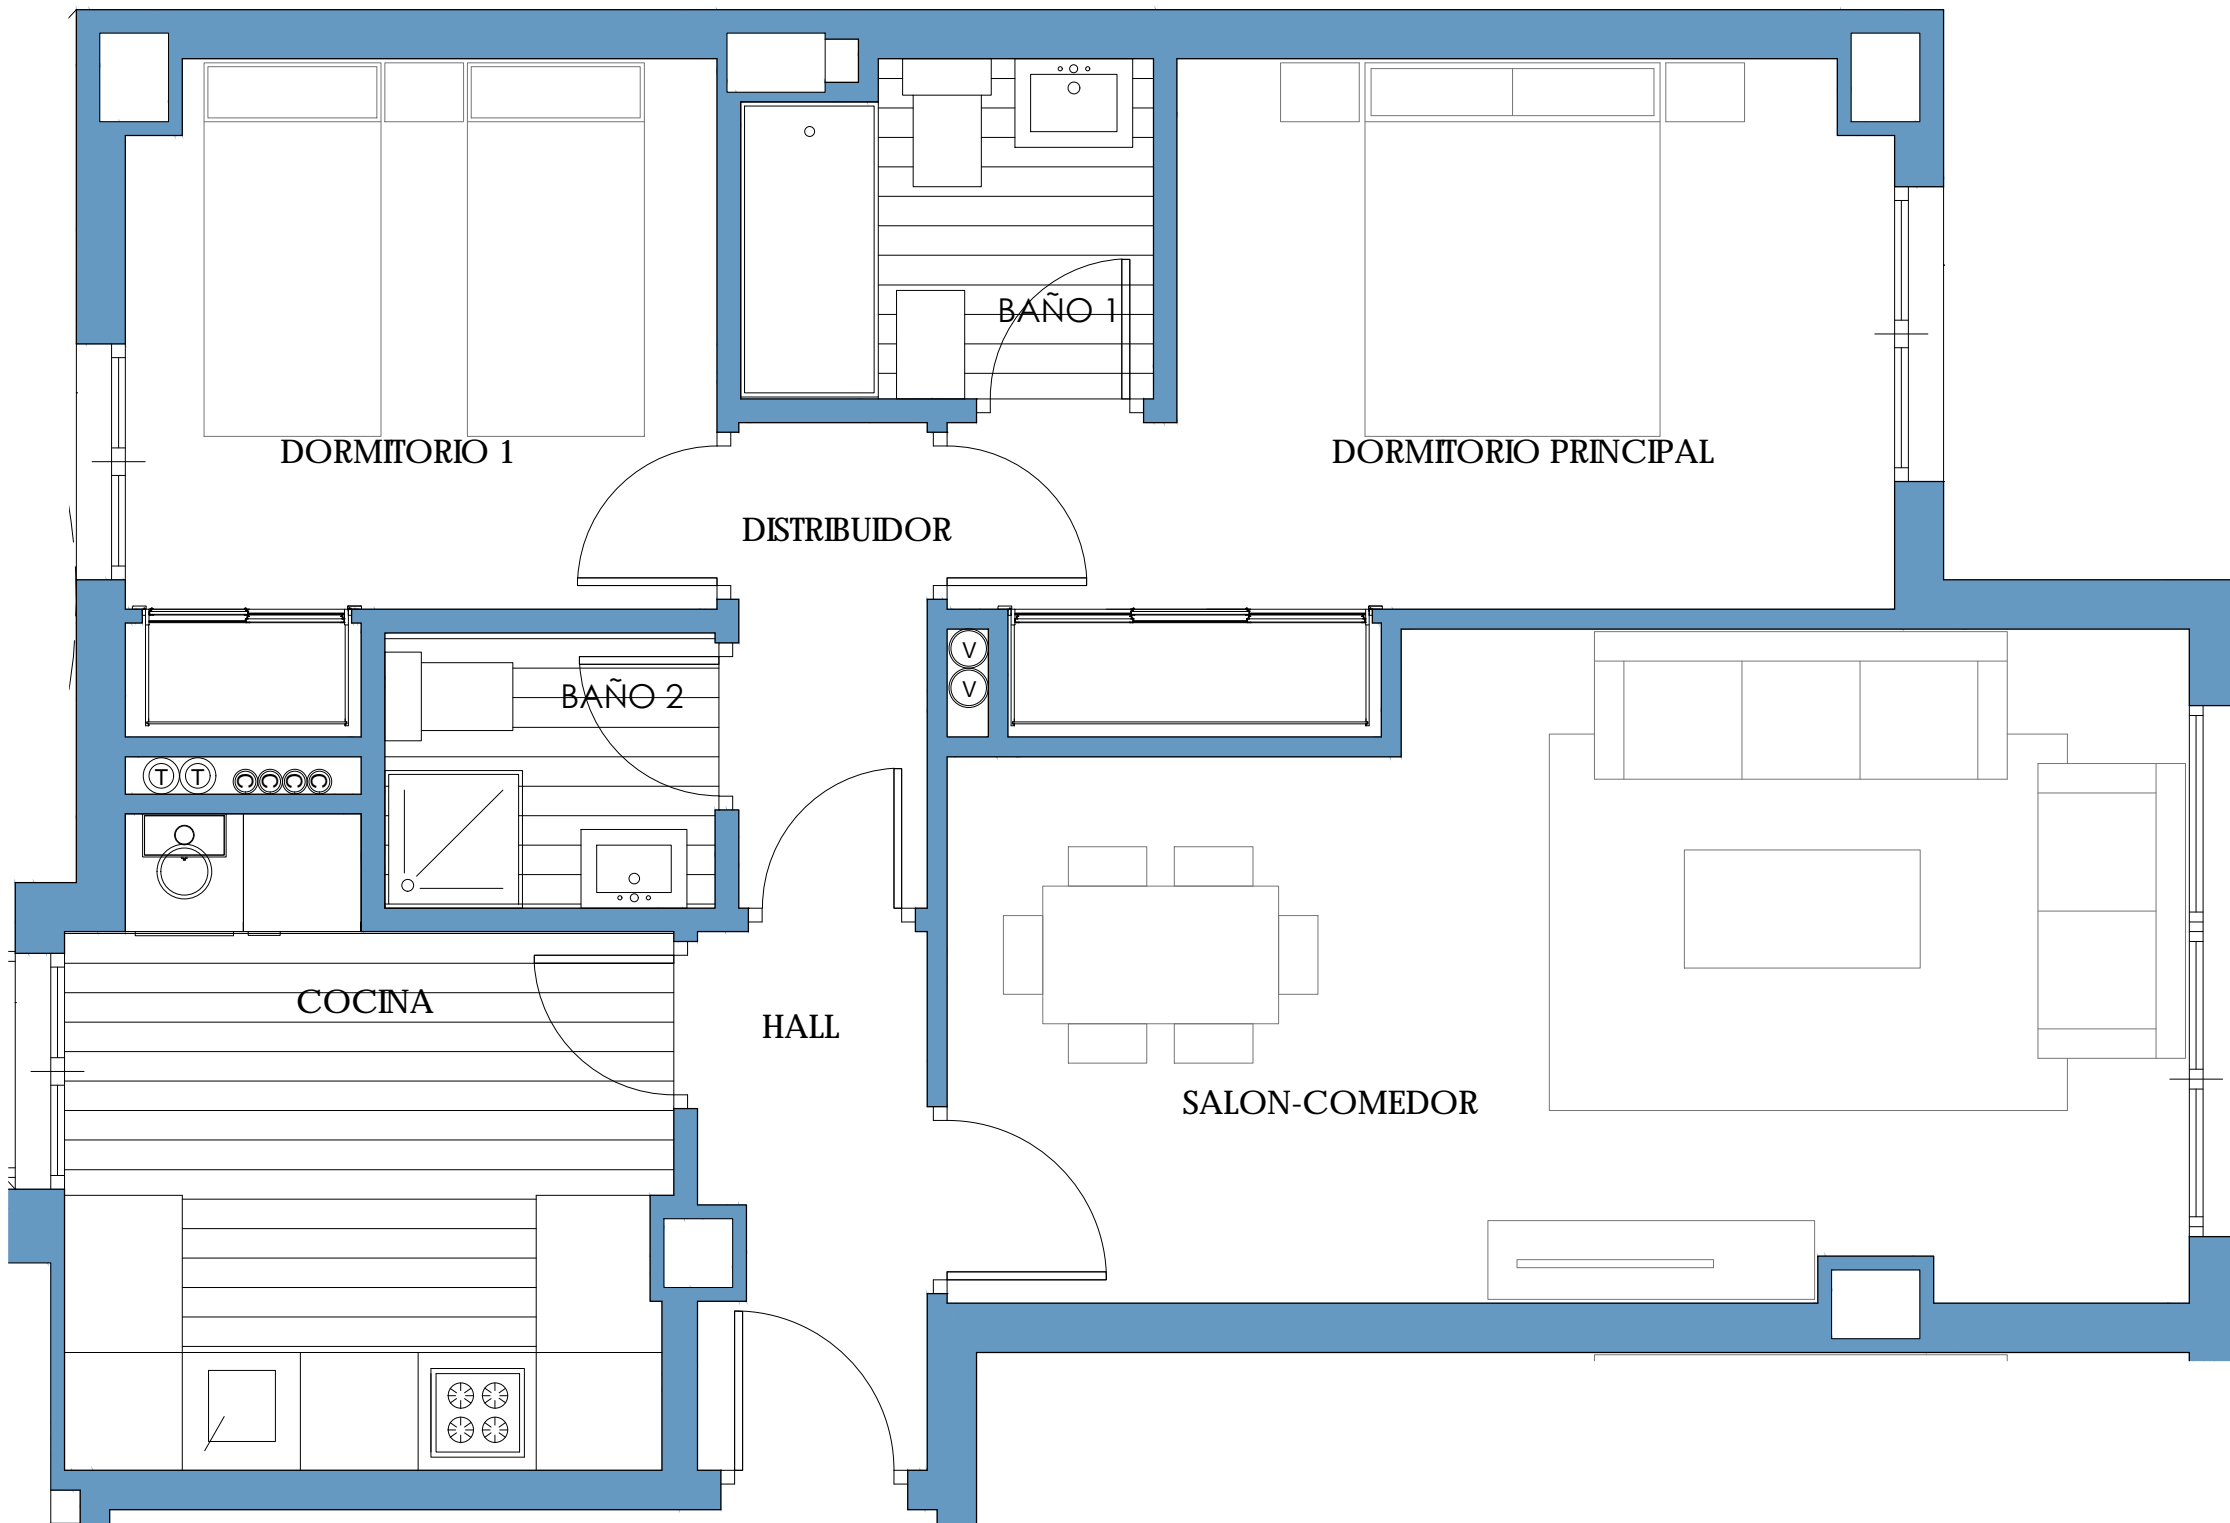 BAÑO 1
DORMITORIO 1
DORMITORIO PRINCIPAL
DISTRIBUIDOR
V
V
BAÑO 2
T T C C C C
COCINA
HALL
SALON-COMEDOR